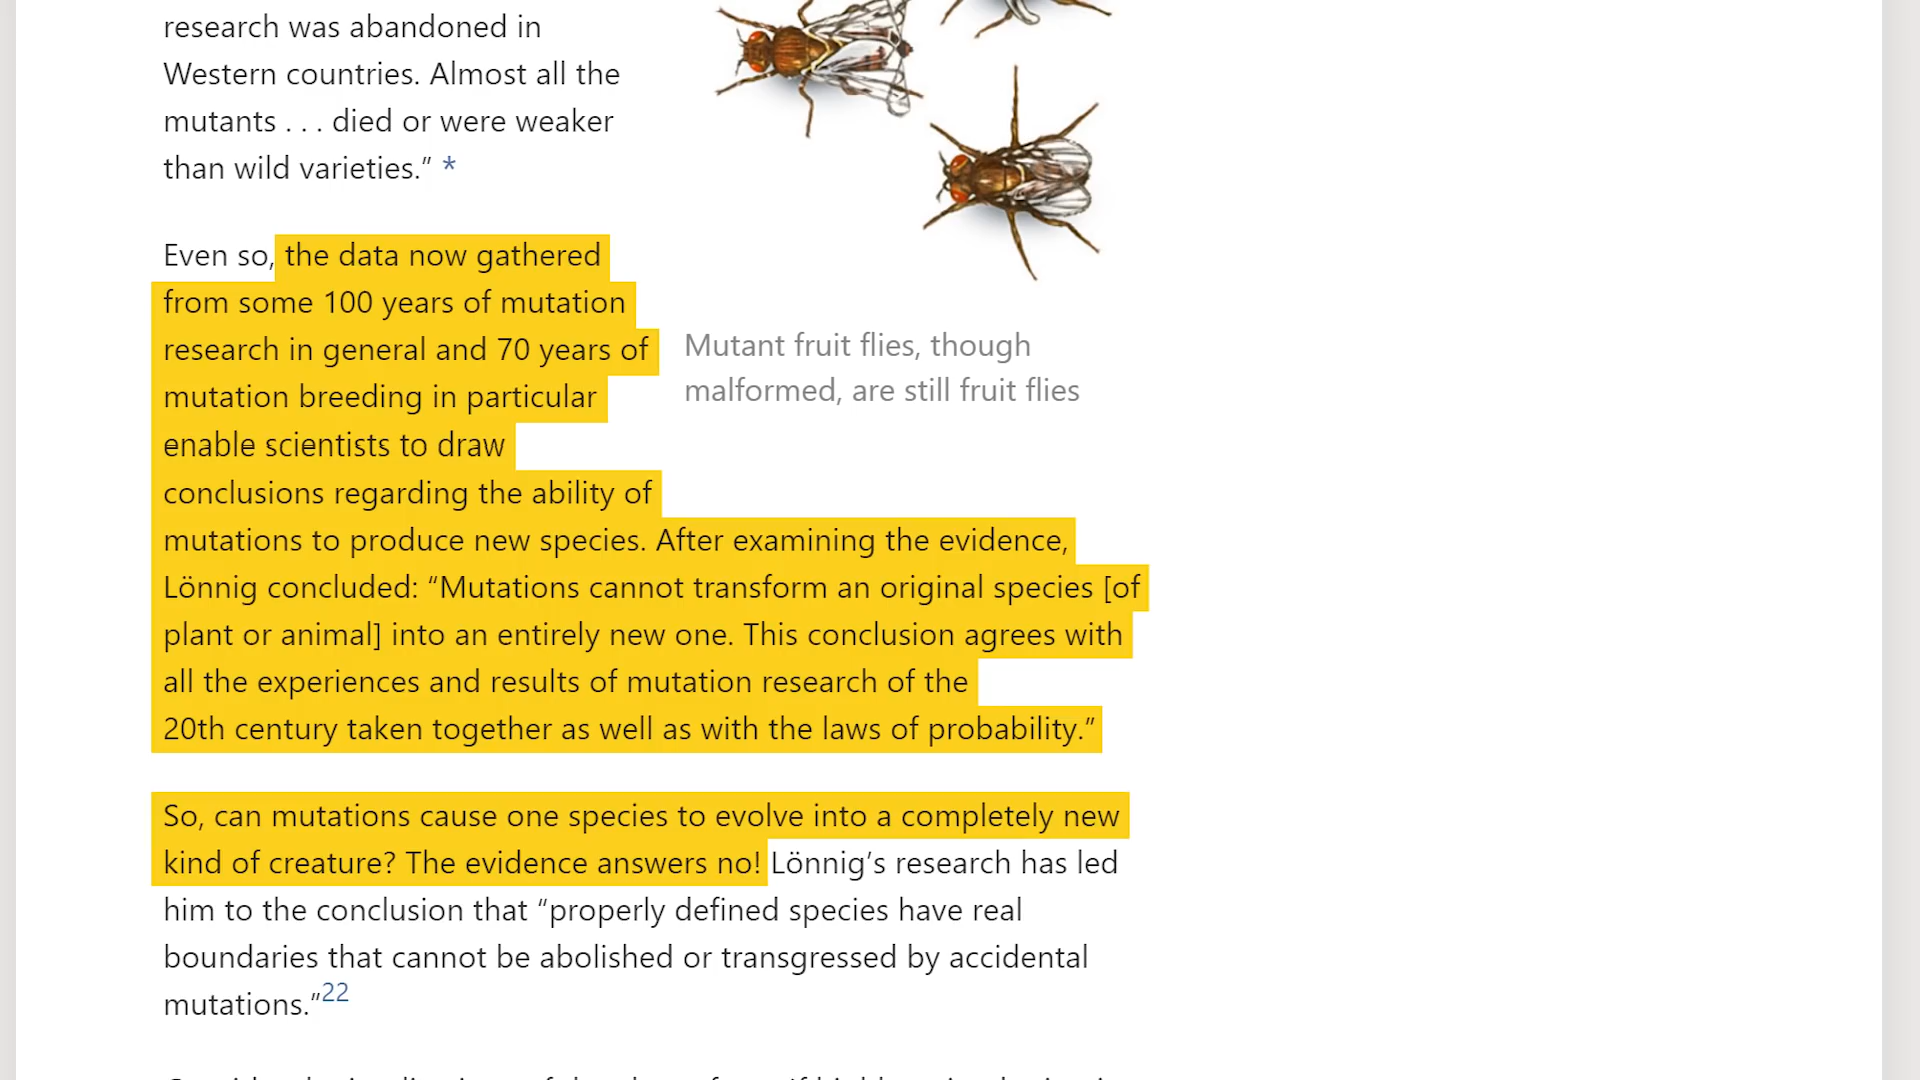 research was abandoned in
Western countries. Almost all the
mutants . . . died or were weaker
than wild varieties.” *
Even so, the data now gathered
from some 100 years of mutation
research in general and 70 years of
mutation breeding in particular
enable scientists to draw
conclusions regarding the ability of
Mutant fruit flies, though
malformed, are still fruit flies
mutations to produce new species. After examining the evidence,
Lönnig concluded: “Mutations cannot transform an original species [of
plant or animal] into an entirely new one. This conclusion agrees with
all the experiences and results of mutation research of the
20th century taken together as well as with the laws of probability.”
So, can mutations cause one species to evolve into a completely new
kind of creature? The evidence answers no! Lönnig’s research has led
him to the conclusion that “properly defined species have real
boundaries that cannot be abolished or transgressed by accidental
mutations.”22